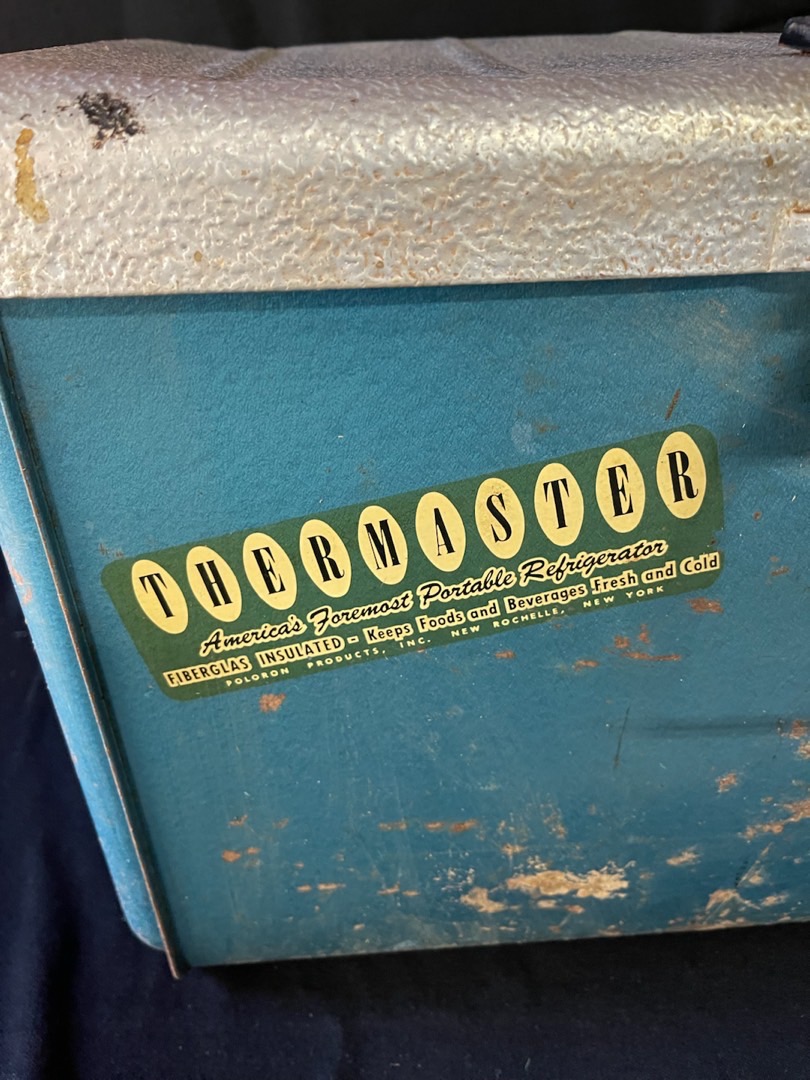 THERMASTER
America's Foremost Portable Refrigerator
FIBERGLAS INSULATED - Keeps Foods and Beverages Fresh and Cold
POLORON PRODUCTS, INC. NEW ROCHELLE, NEW YORK